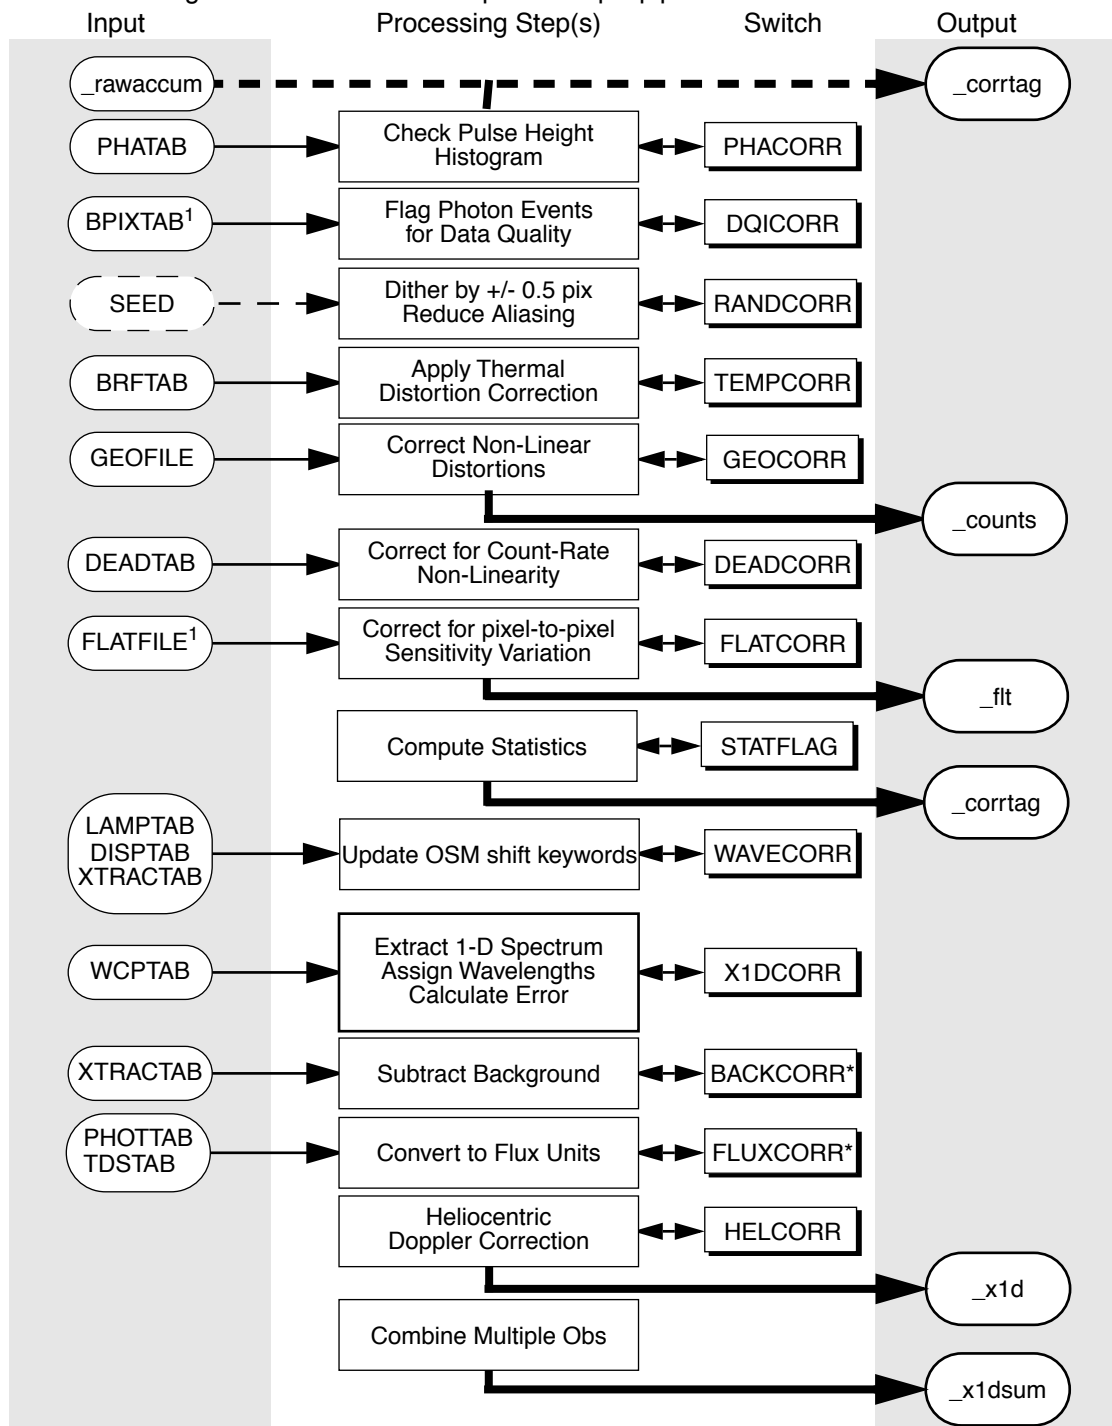 Input Processing Step(s) Switch Output
_rawaccum _corrtag
PHATAB Check Pulse Height
Histogram PHACORR
BPIXTAB1 Flag Photon Events
for Data Quality DQICORR
SEED Dither by +/- 0.5 pix
Reduce Aliasing RANDCORR
BRFTAB Apply Thermal
Distortion Correction TEMPCORR
GEOFILE Correct Non-Linear
Distortions GEOCORR
_counts
DEADTAB Correct for Count-Rate
Non-Linearity DEADCORR
FLATFILE1 Correct for pixel-to-pixel
Sensitivity Variation FLATCORR
_flt
Compute Statistics STATFLAG
_corrtag
LAMPTAB
DISPTAB
XTRACTAB
Update OSM shift keywords WAVECORR
WCPTAB Extract 1-D Spectrum
Assign Wavelengths
Calculate Error X1DCORR
XTRACTAB Subtract Background BACKCORR*
PHOTTAB
TDSTAB
Convert to Flux Units FLUXCORR*
Heliocentric
Doppler Correction HELCORR
_x1d
Combine Multiple Obs
_x1dsum